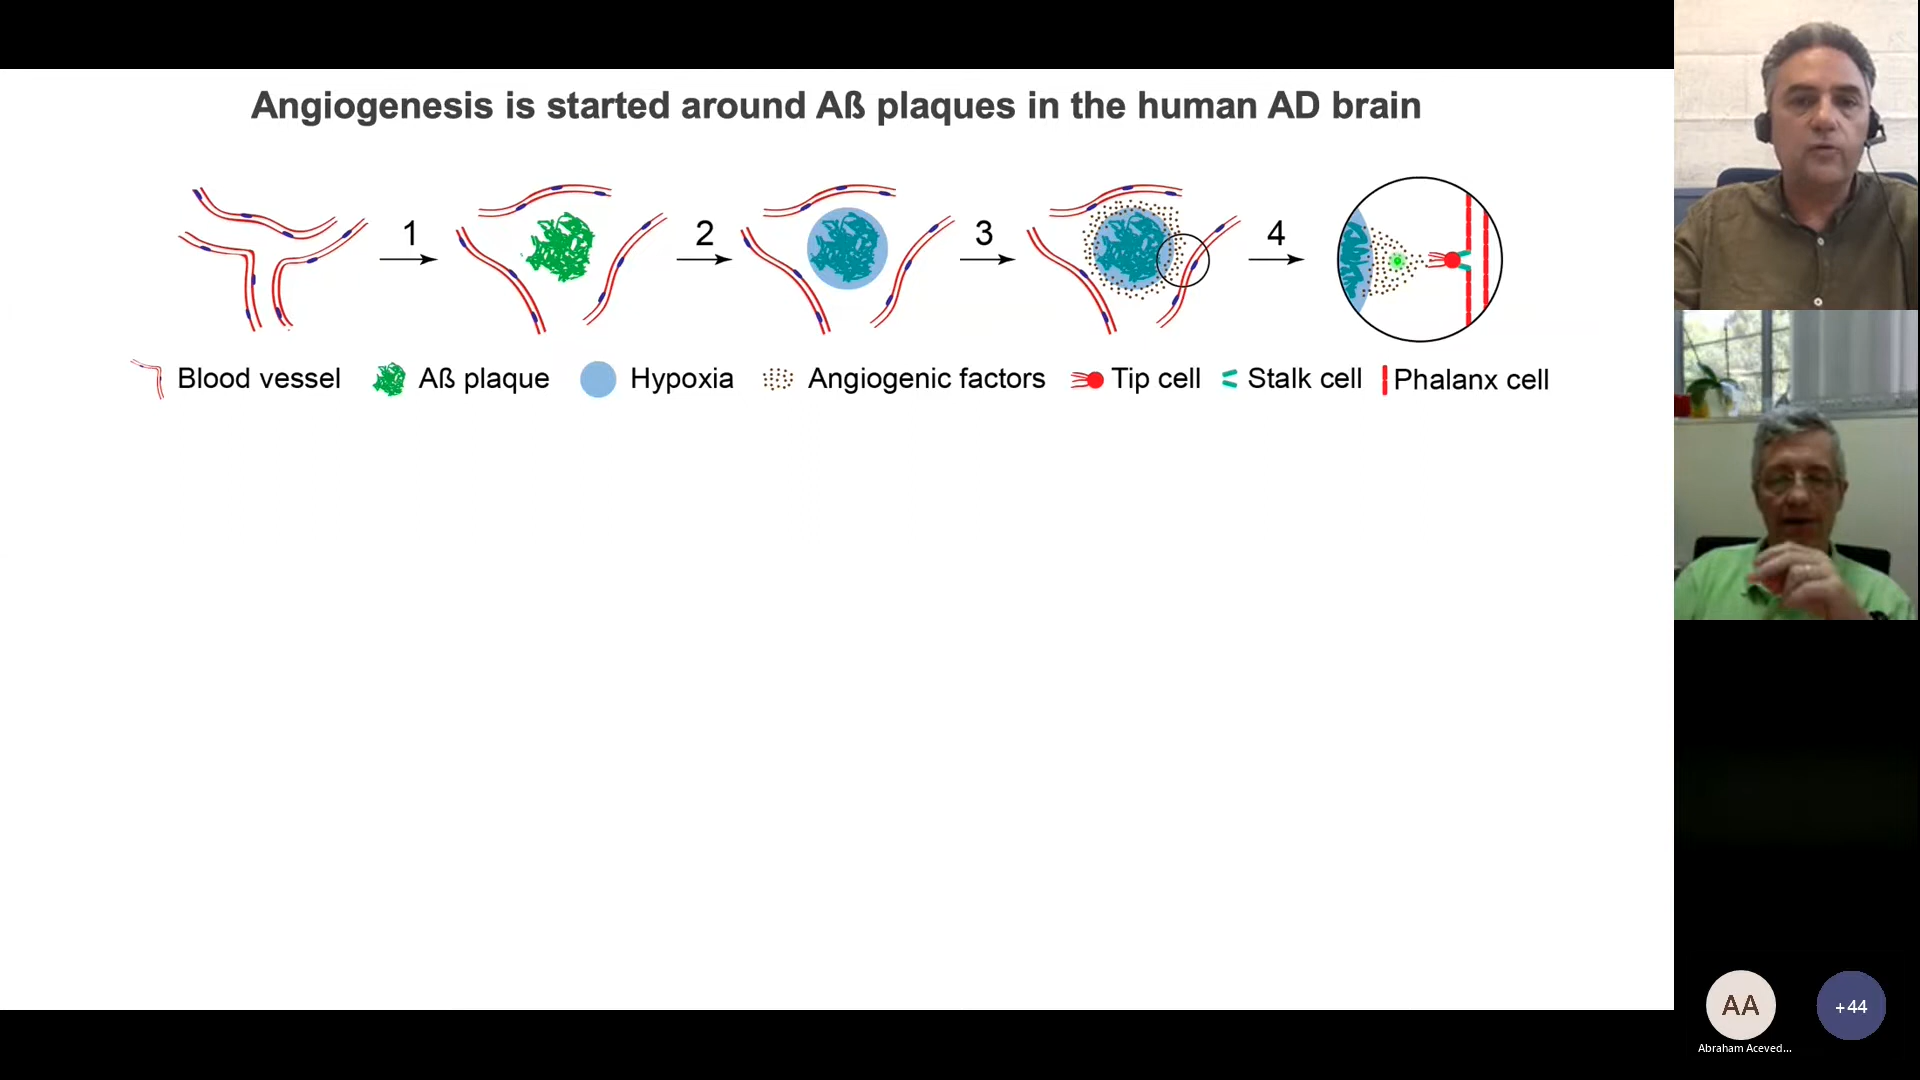 Angiogenesis is started around Aß plaques in the human AD brain
1 2 3 4
Blood vessel Aß plaque Hypoxia Angiogenic factors Tip cell Stalk cell Phalanx cell
AA +44
Abraham Aceved...